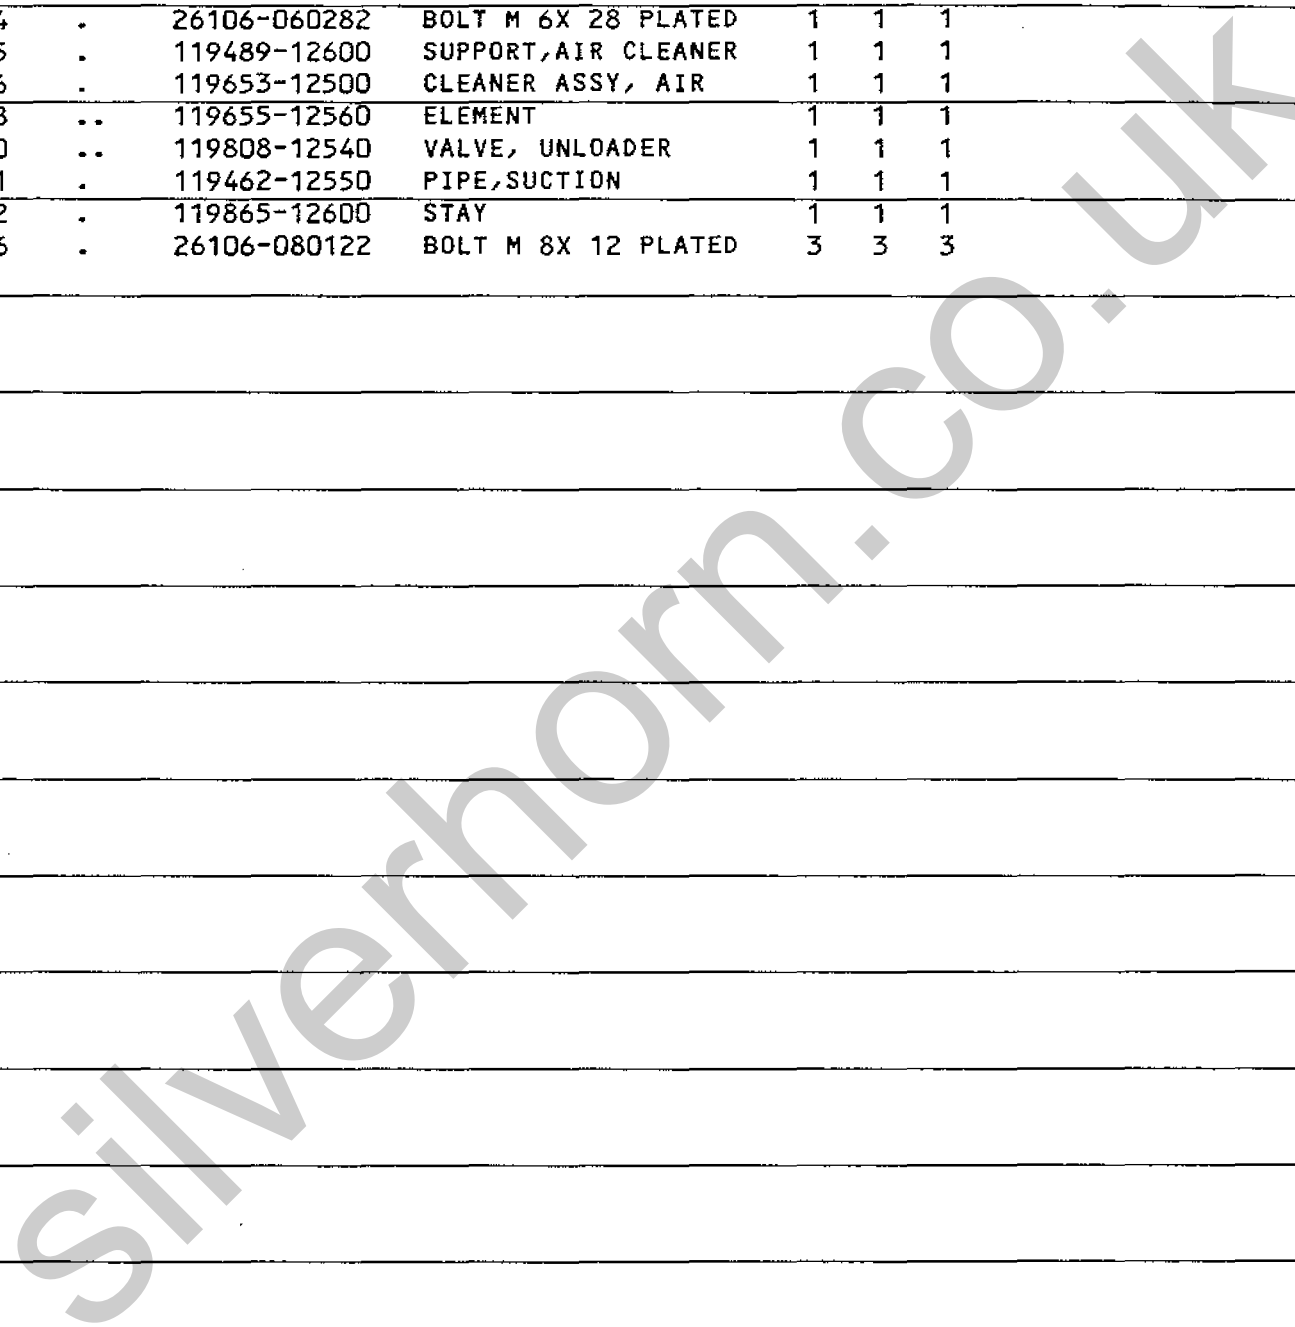 . 26106-060282 BOLT M 6X 28 PLATED 1 1 1
. 119489-12600 SUPPORT,AIR CLEANER 1 1 1
. 119653-12500 CLEANER ASSY, AIR 1 1 1
.. 119655-12560 ELEMENT 1 1 1
.. 119808-12540 VALVE, UNLOADER 1 1 1
1 . 119462-12550 PIPE,SUCTION 1 1 1
2 . 119865-12600 STAY 1 1 1
. 26106-080122 BOLT M 8X 12 PLATED 3 3 3
silverhorn.co.uk